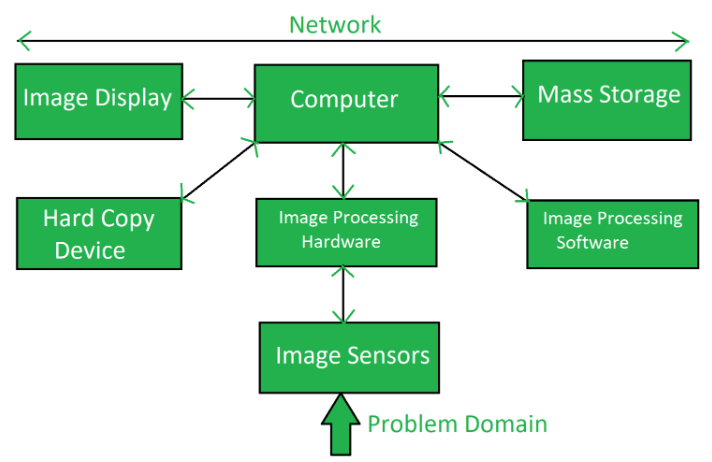 Network
Image Display
Computer
Mass Storage
Hard Copy
Device
Image Processing
Hardware
Image Processing
Software
Image Sensors
Problem Domain